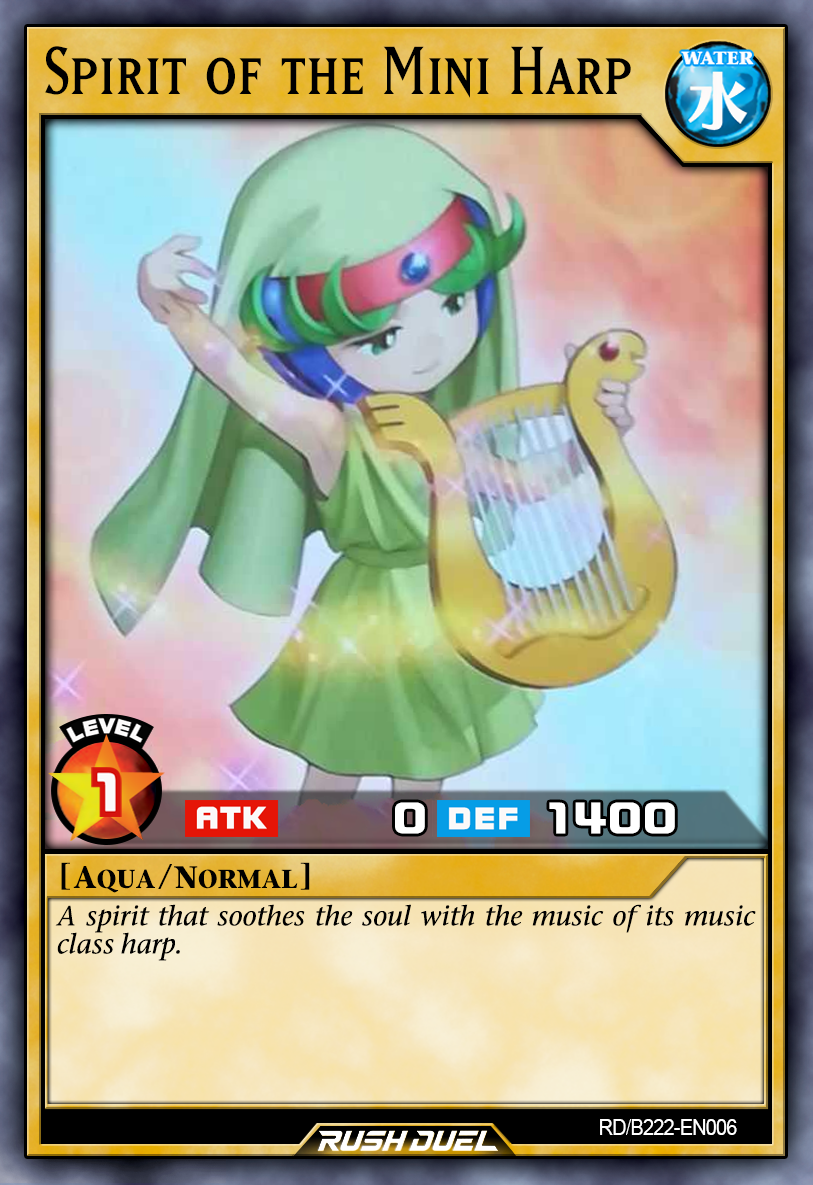 Spirit of the Mini Harp
WATER
水
LEVEL
1
ATK 0 DEF 1400
[Aqua/Normal]
A spirit that soothes the soul with the music of its music
class harp.
RD/B222-EN006
RUSH DUEL